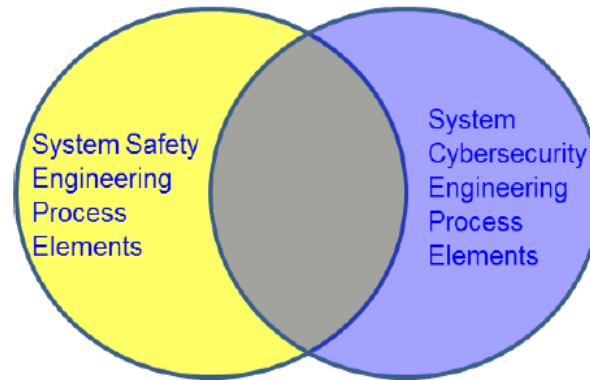 System Safety
Engineering
Process
Elements
System
Cybersecurity
Engineering
Process
Elements